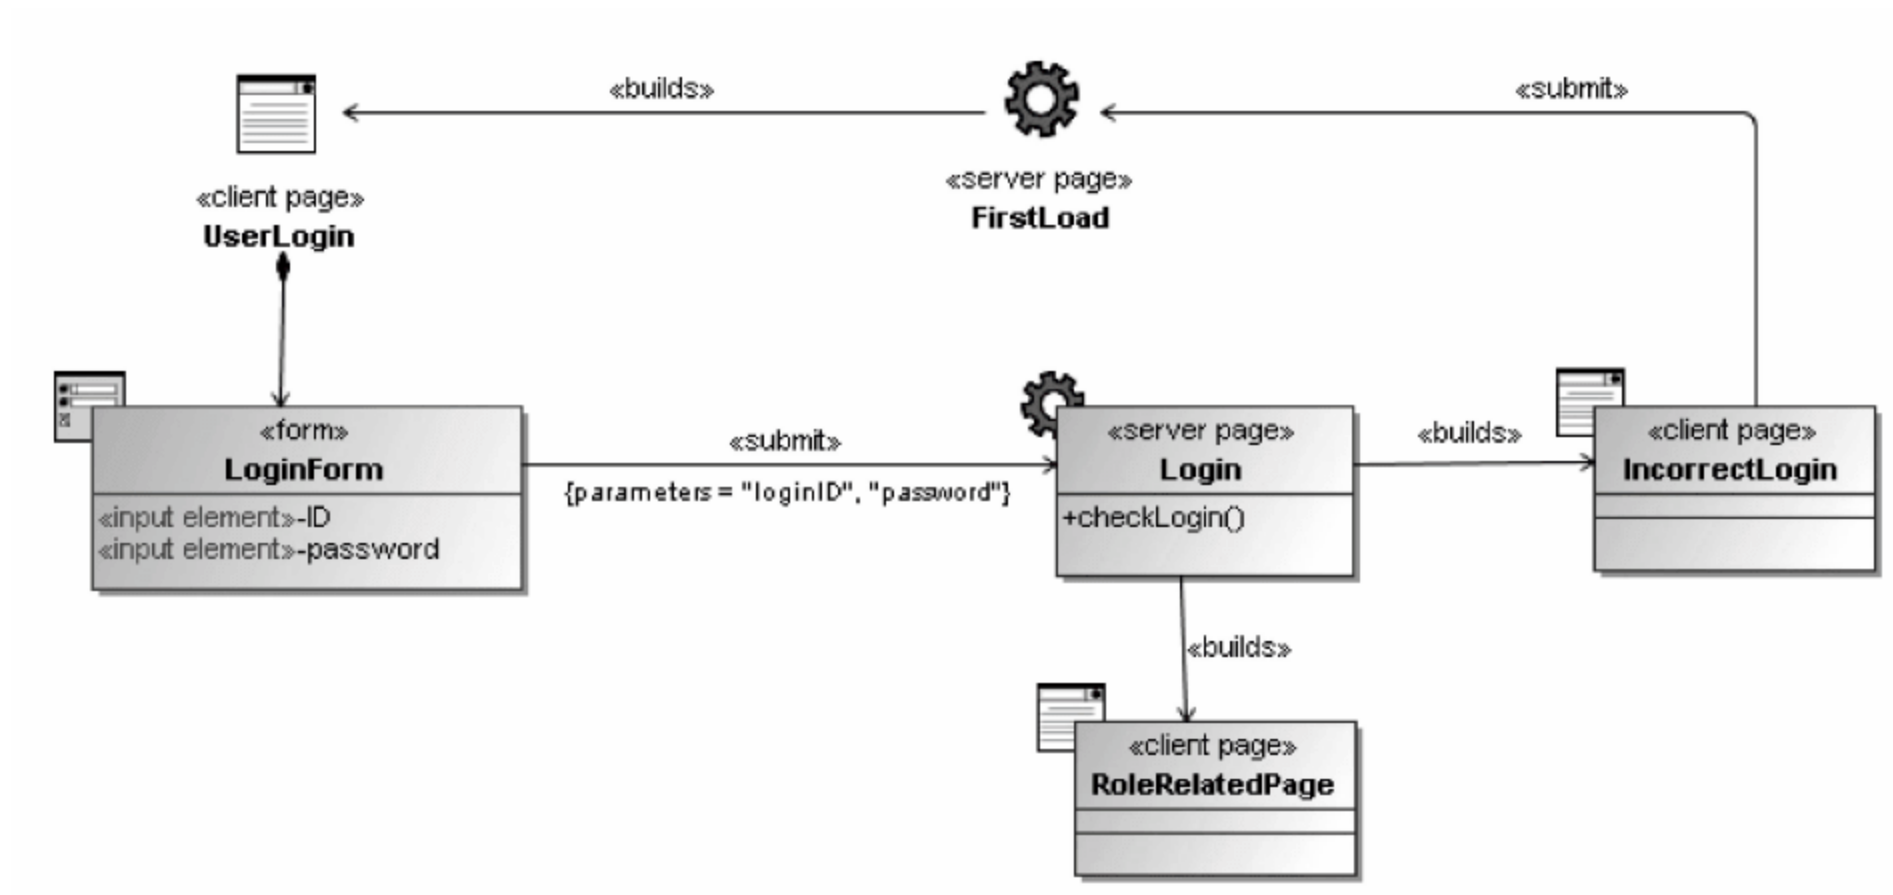 «builds»
«submit»
«client page»
UserLogin
«server page»
FirstLoad
«form»
LoginForm
«input element»-ID
«input element»-password
«submit»
{parameters = "loginID", "password"}
«server page»
Login
+checkLogin()
«builds»
«client page»
IncorrectLogin
«builds»
«client page»
RoleRelatedPage